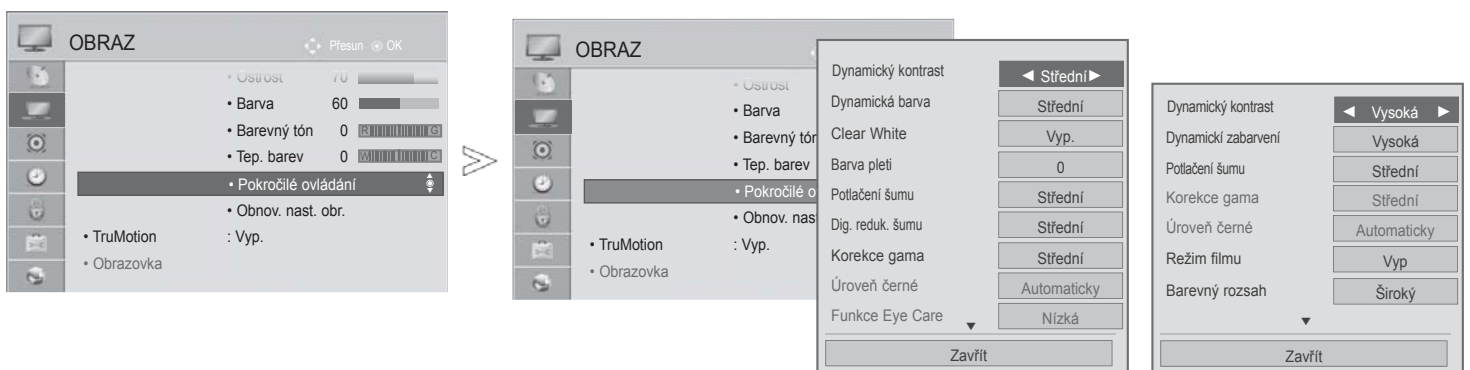 OBRAZ
Přesun OK
• Ostrost 70
• Barva 60
• Barevný tón 0 R G
• Tep. barev 0 W C
• Pokročilé ovládání
• Obnov. nast. obr.
• TruMotion : Vyp.
• Obrazovka
OBRAZ
• Ostrost
• Barva
• Barevný tón
• Tep. barev
• Pokročilé o
• Obnov. nas
• TruMotion : Vyp.
• Obrazovka
Dynamický kontrast ◄ Střední ►
Dynamická barva Střední
Clear White Vyp.
Barva pleti 0
Potlačení šumu Střední
Dig. reduk. šumu Střední
Korekce gama Střední
Úroveň černé Automaticky
Funkce Eye Care Nízká
▼
Zavřít
Dynamický kontrast ◄ Vysoká ►
Dynamickí zabarvení Vysoká
Potlačení šumu Střední
Korekce gama Střední
Úroveň černé Automaticky
Režim filmu Vyp
Barevný rozsah Široký
▼
Zavřít